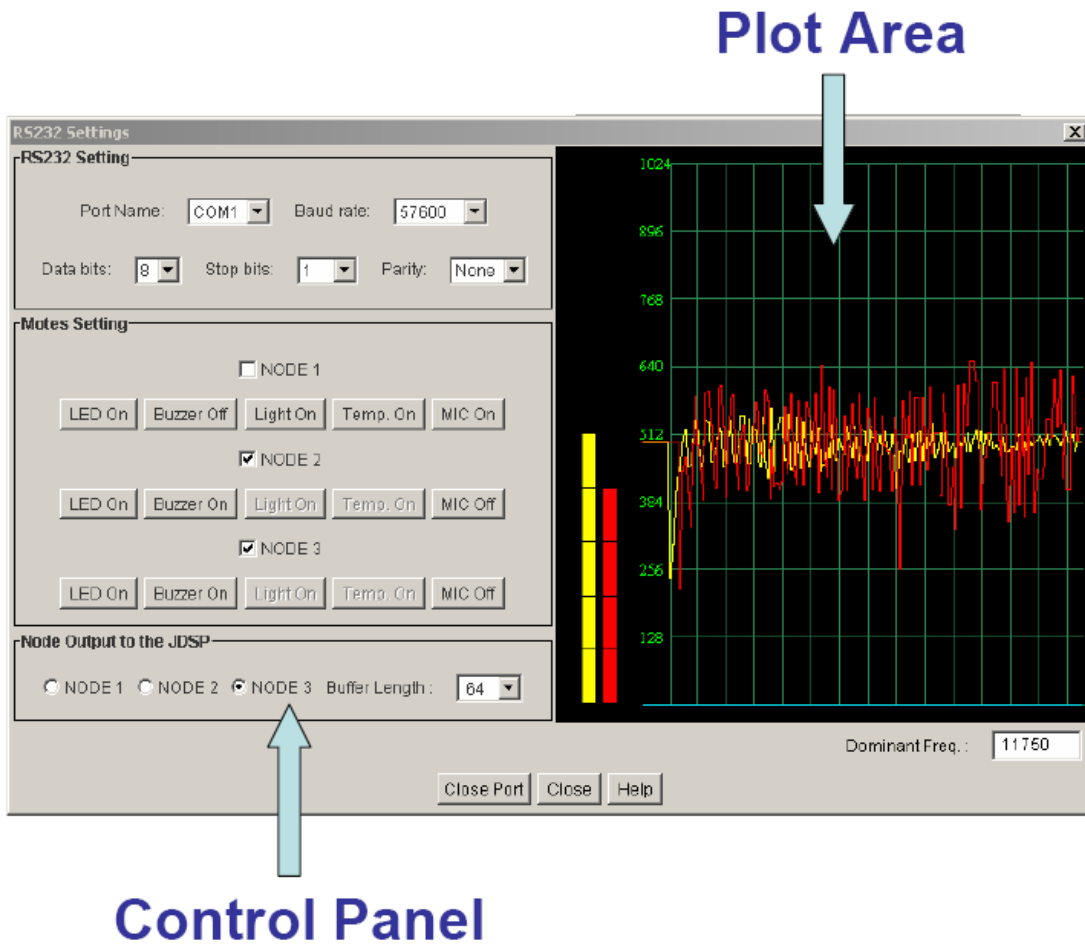 Plot Area
RS232 Settings
RS232 Setting
Port Name: COM1 Baud rate: 57600
Data bits: 8 Stop bits: 1 Parity: None
Motes Setting
NODE 1
LED On Buzzer Off Light On Temp. On MIC On
NODE 2
LED On Buzzer On Light On Temp. On MIC Off
NODE 3
LED On Buzzer On Light On Temp. On MIC Off
Node Output to the JDSP
NODE 1 NODE 2 NODE 3 Buffer Length : 64
1024
896
768
640
512
384
256
128
Dominant Freq. : 11750
Close Port Close Help
Control Panel